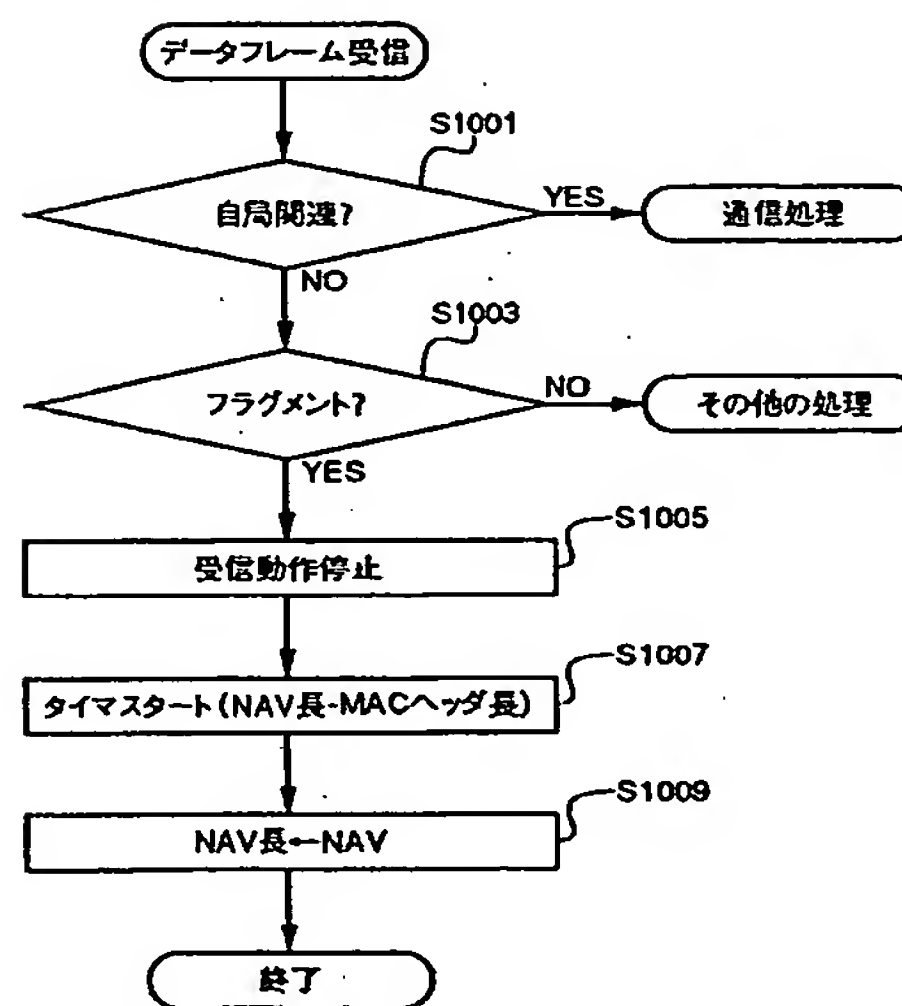 データフレーム受信
S1001
自局関連?
YES
通信処理
NO
S1003
フラグメント?
NO
その他の処理
YES
S1005
受信動作停止
S1007
タイマスタート(NAV長-MACヘッダ長)
S1009
NAV長←NAV
終了